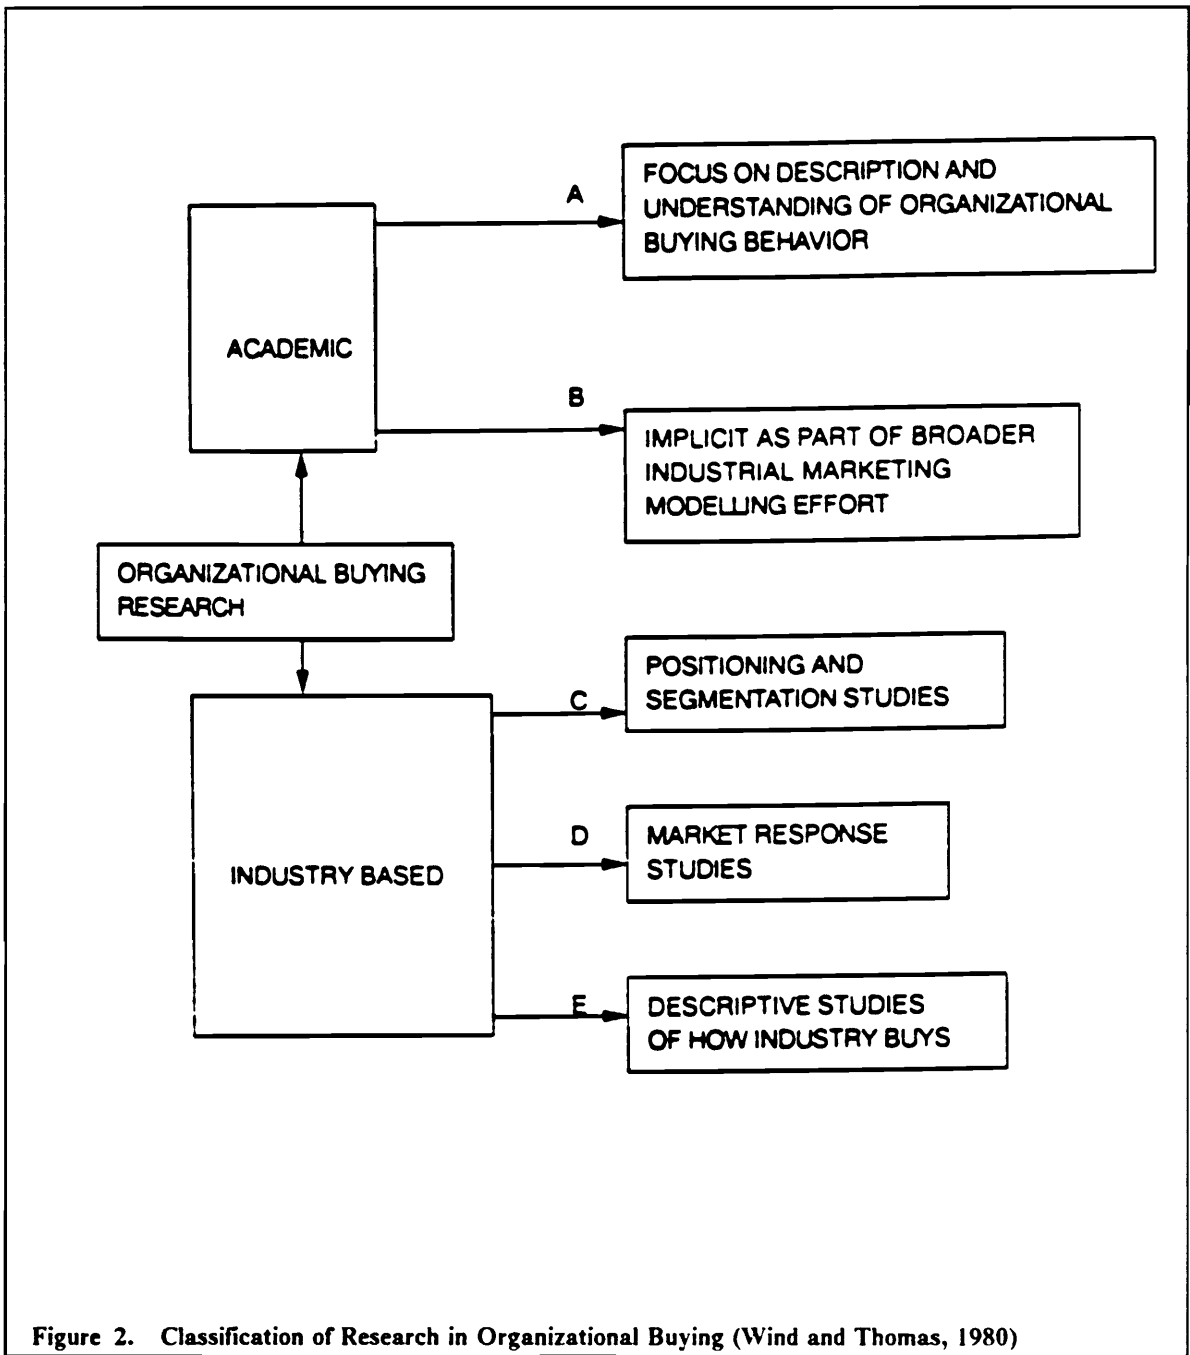 A
FOCUS ON DESCRIPTION AND
UNDERSTANDING OF ORGANIZATIONAL
BUYING BEHAVIOR
ACADEMIC
B
IMPLICIT AS PART OF BROADER
INDUSTRIAL MARKETING
MODELLING EFFORT
ORGANIZATIONAL BUYING
RESEARCH
C
POSITIONING AND
SEGMENTATION STUDIES
D
MARKET RESPONSE
STUDIES
INDUSTRY BASED
E
DESCRIPTIVE STUDIES
OF HOW INDUSTRY BUYS
Figure 2. Classification of Research in Organizational Buying (Wind and Thomas, 1980)